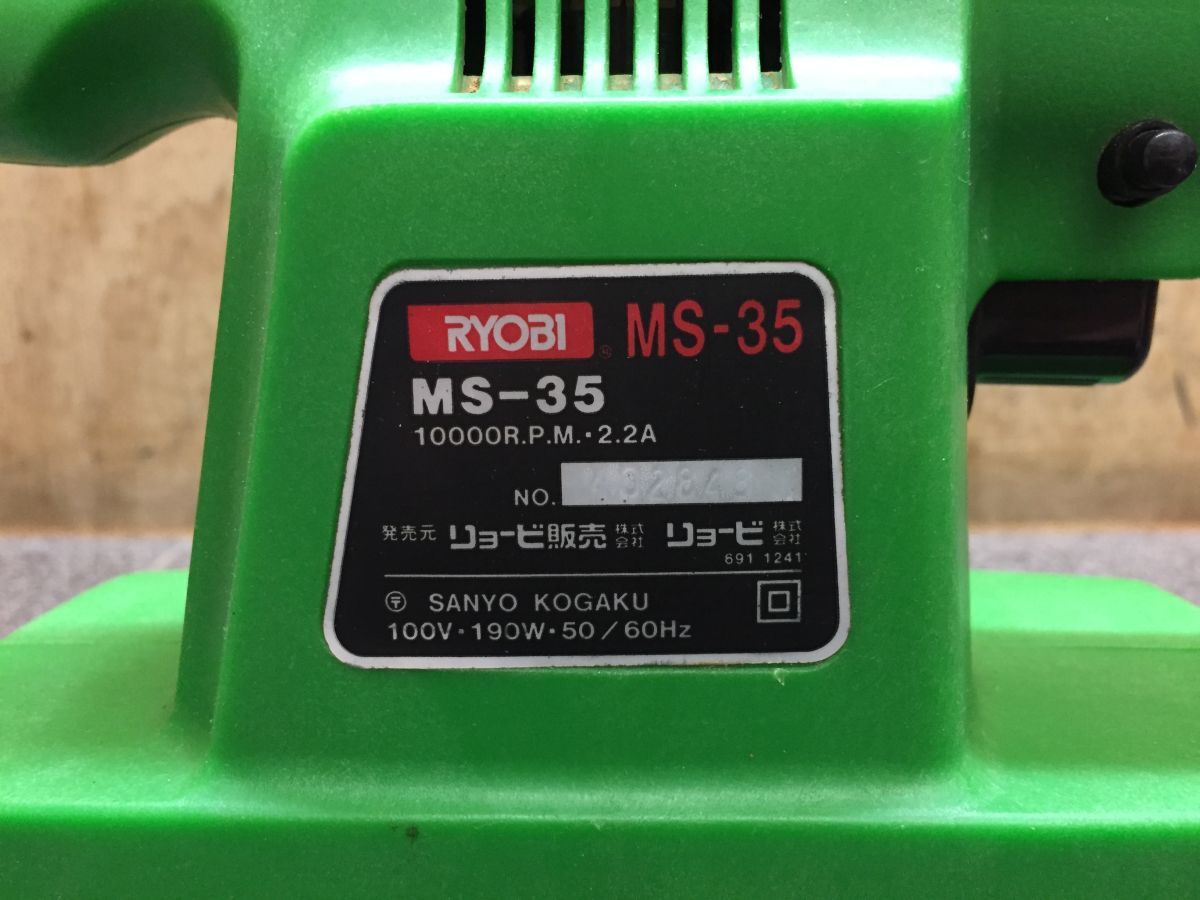 RYOBI MS-35
MS-35
10000R.P.M.・2.2A
NO.
発売元 リョービ販売 株式会社 リョービ 株式会社
691 1241
〶 SANYO KOGAKU
100V・190W・50/60Hz